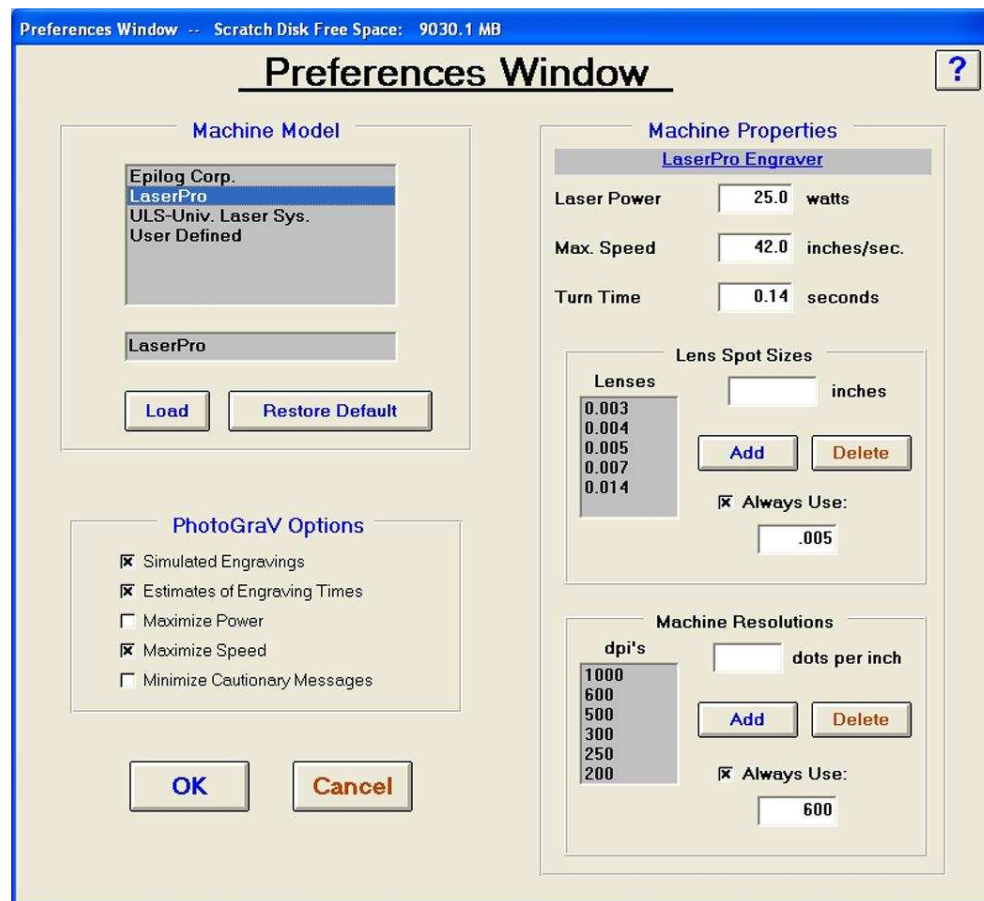 Preferences Window -- Scratch Disk Free Space: 9030.1 MB
Preferences Window
?
Machine Model
Epilog Corp.
LaserPro
ULS-Univ. Laser Sys.
User Defined
LaserPro
Load
Restore Default
PhotoGraV Options
Simulated Engravings
Estimates of Engraving Times
Maximize Power
Maximize Speed
Minimize Cautionary Messages
OK
Cancel
Machine Properties
LaserPro Engraver
Laser Power 25.0 watts
Max. Speed 42.0 inches/sec.
Turn Time 0.14 seconds
Lens Spot Sizes
Lenses
inches
0.003
0.004
0.005
0.007
0.014
Add
Delete
Always Use:
.005
Machine Resolutions
dpi's
dots per inch
1000
600
500
300
250
200
Add
Delete
Always Use:
600